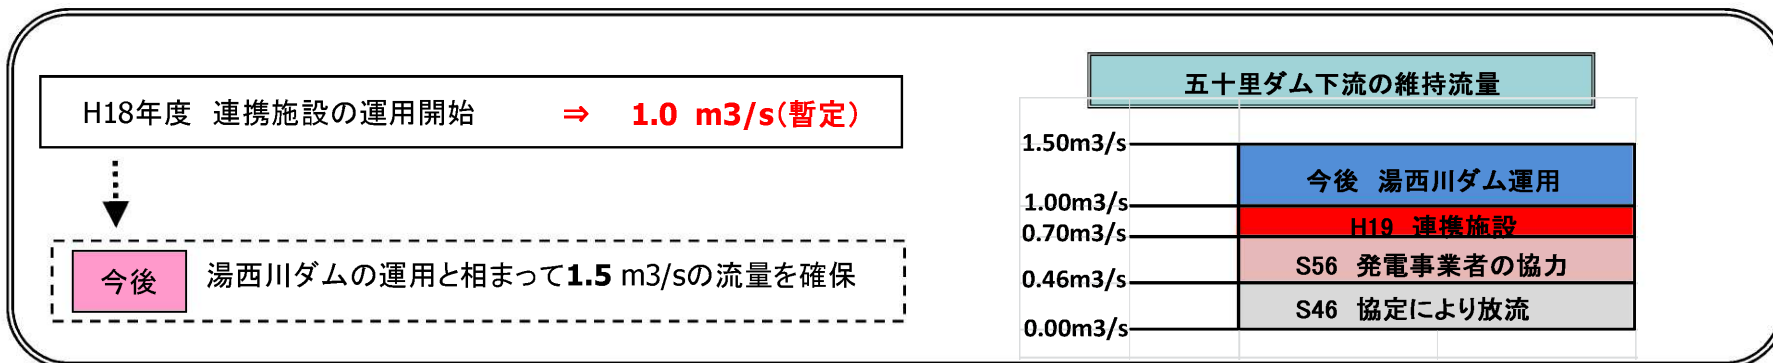 H18年度 連携施設の運用開始 ⇒ 1.0 m3/s(暫定)
今後 湯西川ダムの運用と相まって1.5 m3/sの流量を確保
五十里ダム下流の維持流量
1.50m3/s
今後 湯西川ダム運用
1.00m3/s
H19 連携施設
0.70m3/s
S56 発電事業者の協力
0.46m3/s
S46 協定により放流
0.00m3/s